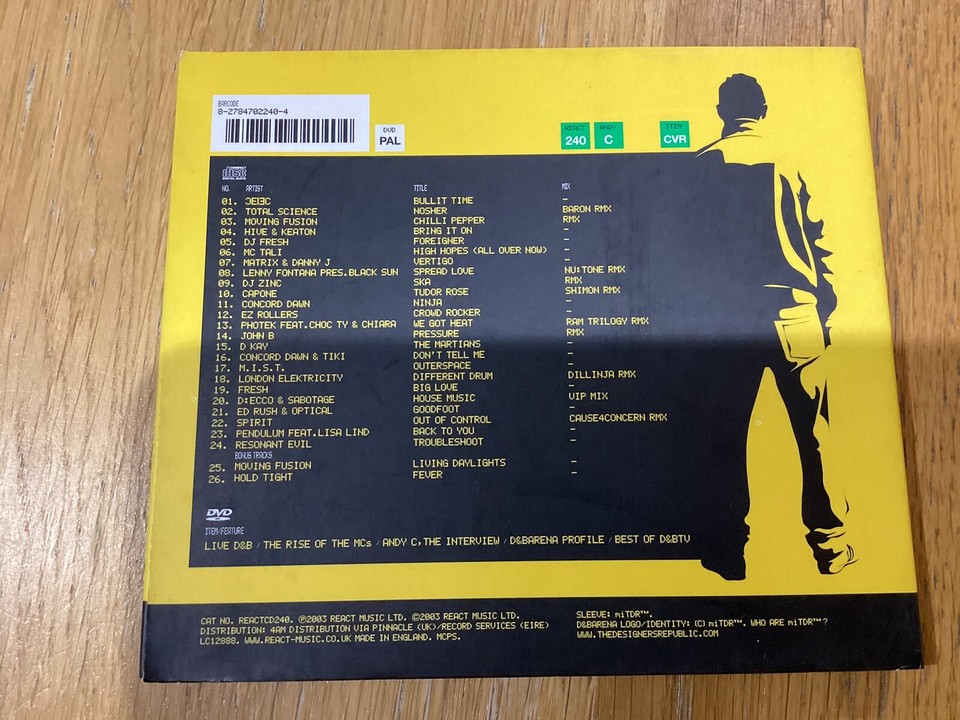 BARCODE
8-2784702240-4
DVD
PAL
REACT
240
ANDY
C
ITEM
CVR
NO. ARTIST TITLE MIX
01. BULLIT TIME –
02. TOTAL SCIENCE NOSHER BARON RMX
03. MOVING FUSION CHILLI PEPPER RMX
04. HIVE & KEATON BRING IT ON –
05. DJ FRESH FOREIGNER –
06. MC TALI HIGH HOPES (ALL OVER NOW) –
07. MATRIX & DANNY J VERTIGO –
08. LENNY FONTANA PRES.BLACK SUN SPREAD LOVE NU:TONE RMX
09. DJ ZINC SKA RMX
10. CAPONE TUDOR ROSE SHIMON RMX
11. CONCORD DAWN NINJA –
12. EZ ROLLERS CROWD ROCKER –
13. PHOTEK FEAT.CHOC TY & CHIARA WE GOT HEAT RAM TRILOGY RMX
14. JOHN B PRESSURE RMX
15. D KAY THE MARTIANS –
16. CONCORD DAWN & TIKI DON'T TELL ME –
17. M.I.S.T. OUTERSPACE –
18. LONDON ELEKTRICITY DIFFERENT DRUM DILLINJA RMX
19. FRESH BIG LOVE –
20. D:ECCO & SABOTAGE HOUSE MUSIC VIP MIX
21. ED RUSH & OPTICAL GOODFOOT –
22. SPIRIT OUT OF CONTROL CAUSE4CONCERN RMX
23. PENDULUM FEAT.LISA LIND BACK TO YOU –
24. RESONANT EVIL TROUBLESHOOT –
BONUS TRACKS
25. MOVING FUSION LIVING DAYLIGHTS –
26. HOLD TIGHT FEVER –
DVD
ITEM/FEATURE
LIVE D&B / THE RISE OF THE MCs / ANDY C,THE INTERVIEW / D&BARENA PROFILE / BEST OF D&BTV
CAT NO. REACTCD240. ℗2003 REACT MUSIC LTD. ©2003 REACT MUSIC LTD.
DISTRIBUTION: 4AM DISTRIBUTION VIA PINNACLE (UK)/RECORD SERVICES (EIRE)
LC12888. WWW.REACT-MUSIC.CO.UK MADE IN ENGLAND. MCPS.
SLEEVE: miTDR™.
D&BARENA LOGO/IDENTITY: (C) miTDR™. WHO ARE miTDR™?
WWW.THEDESIGNERSREPUBLIC.COM